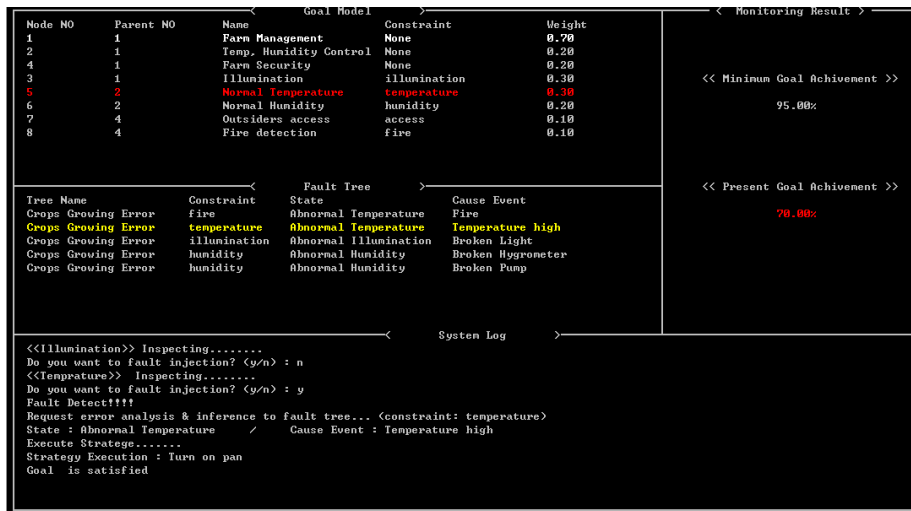 Goal Model
Node NO Parent NO Name Constraint Weight
1 1 Farm Management None 0.70
2 1 Temp, Humidity Control None 0.20
4 1 Farm Security None 0.20
3 1 Illumination illumination 0.30
5 2 Normal Temperature temperature 0.30
6 2 Normal Humidity humidity 0.20
7 4 Outsiders access access 0.10
8 4 Fire detection fire 0.10
< Monitoring Result >
<< Minimum Goal Achivement >>
95.00%
<< Present Goal Achivement >>
70.00%
< Fault Tree >
Tree Name Constraint State Cause Event
Crops Growing Error fire Abnormal Temperature Fire
Crops Growing Error temperature Abnormal Temperature Temperature high
Crops Growing Error illumination Abnormal Illumination Broken Light
Crops Growing Error humidity Abnormal Humidity Broken Hygrometer
Crops Growing Error humidity Abnormal Humidity Broken Pump
< System Log >
<<Illumination>> Inspecting........
Do you want to fault injection? (y/n) : n
<<Temprature>> Inspecting........
Do you want to fault injection? (y/n) : y
Fault Detect!!!!
Request error analysis & inference to fault tree... (constraint: temperature)
State : Abnormal Temperature / Cause Event : Temperature high
Execute Stratege.......
Strategy Execution : Turn on pan
Goal is satisfied